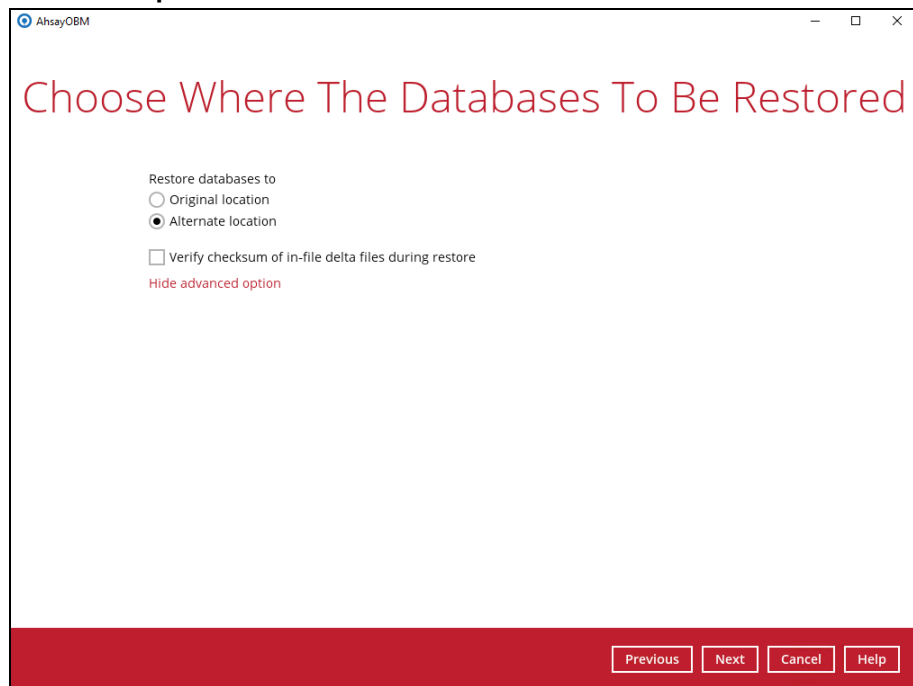 AhsayOBM
Choose Where The Databases To Be Restored
Restore databases to
Original location
Alternate location
Verify checksum of in-file delta files during restore
Hide advanced option
Previous Next Cancel Help